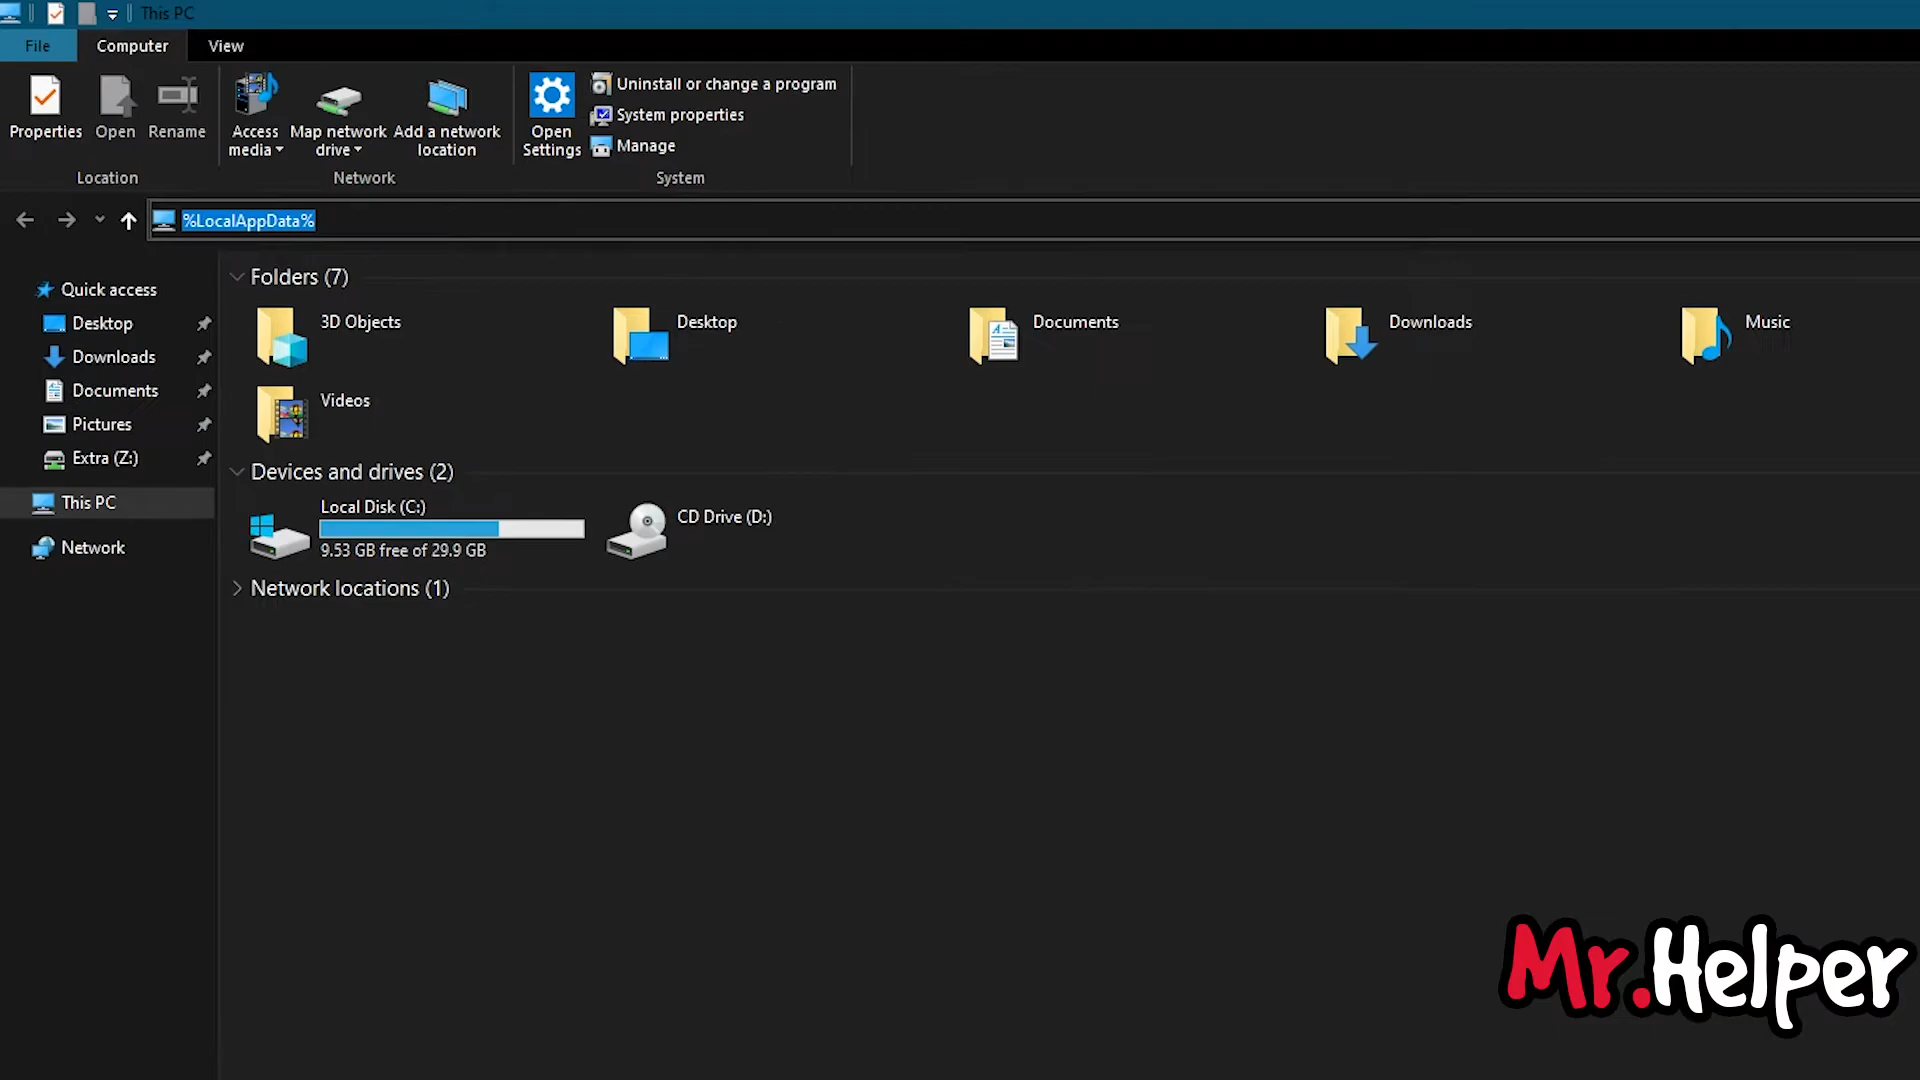 This PC
File Computer View
Properties Open Rename Access media Map network drive Add a network location Open Settings
Uninstall or change a program
System properties
Manage
Location Network System
%LocalAppData%
Quick access
Desktop
Downloads
Documents
Pictures
Extra (Z:)
This PC
Network
Folders (7)
3D Objects Desktop Documents Downloads Music
Videos
Devices and drives (2)
Local Disk (C:)
9.53 GB free of 29.9 GB
CD Drive (D:)
Network locations (1)
Mr.Helper